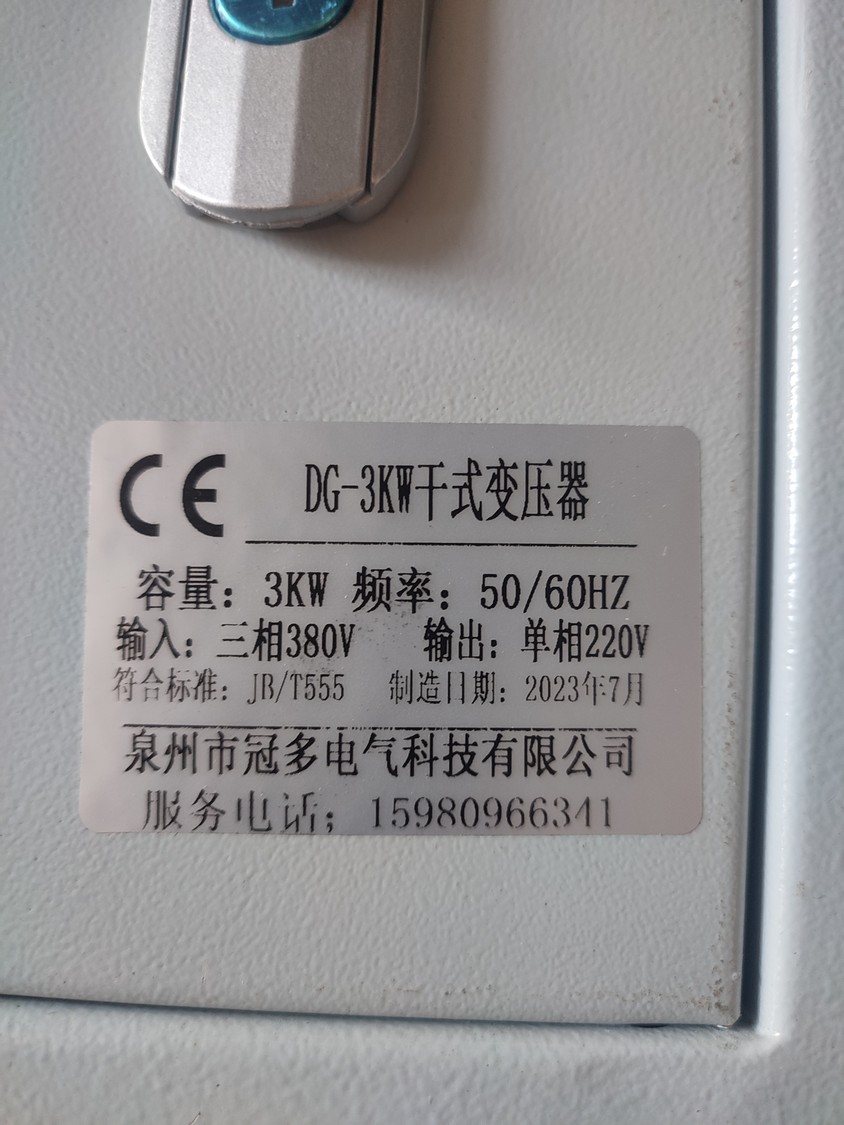 CE DG-3KW干式变压器
容量：3KW 频率：50/60HZ
输入：三相380V 输出：单相220V
符合标准：JB/T555 制造日期：2023年7月
泉州市冠多电气科技有限公司
服务电话：15980966341